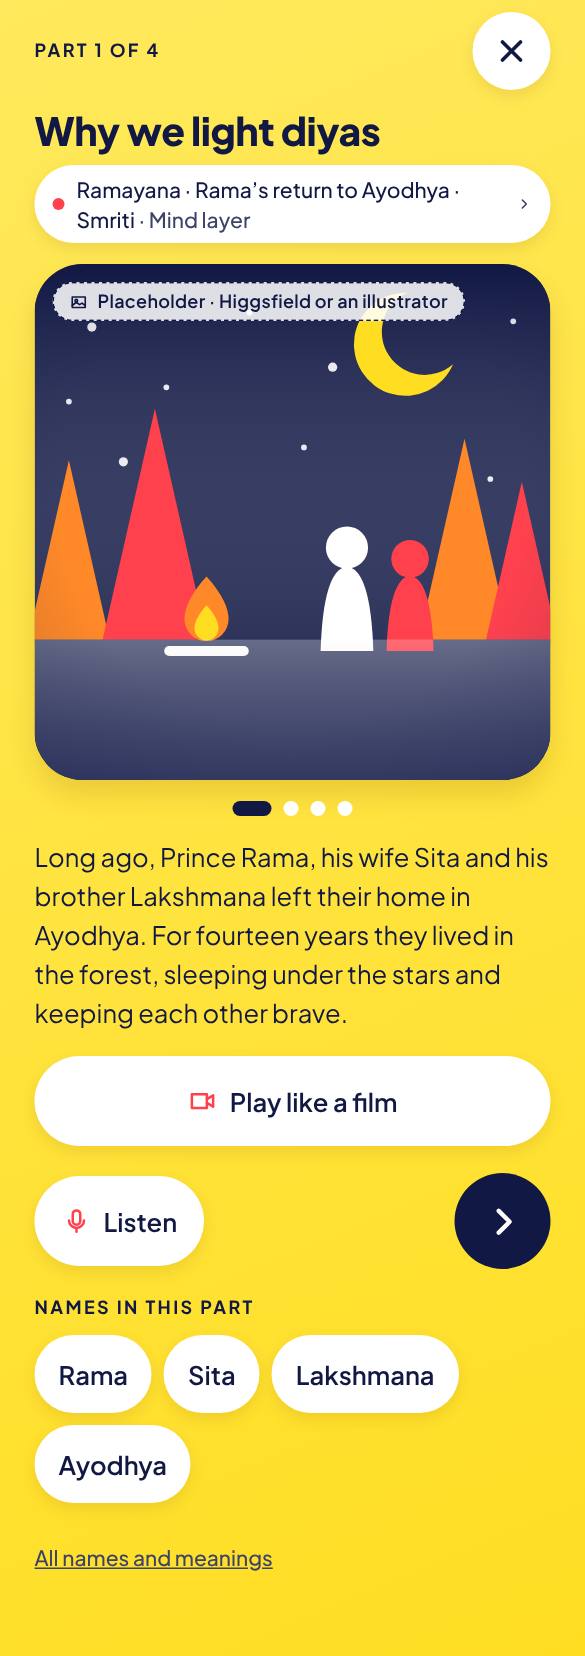 PART 1 OF 4
Why we light diyas
Ramayana · Rama’s return to Ayodhya ·
Smriti · Mind layer
Placeholder · Higgsfield or an illustrator
Long ago, Prince Rama, his wife Sita and his
brother Lakshmana left their home in
Ayodhya. For fourteen years they lived in
the forest, sleeping under the stars and
keeping each other brave.
Play like a film
Listen
NAMES IN THIS PART
Rama
Sita
Lakshmana
Ayodhya
All names and meanings